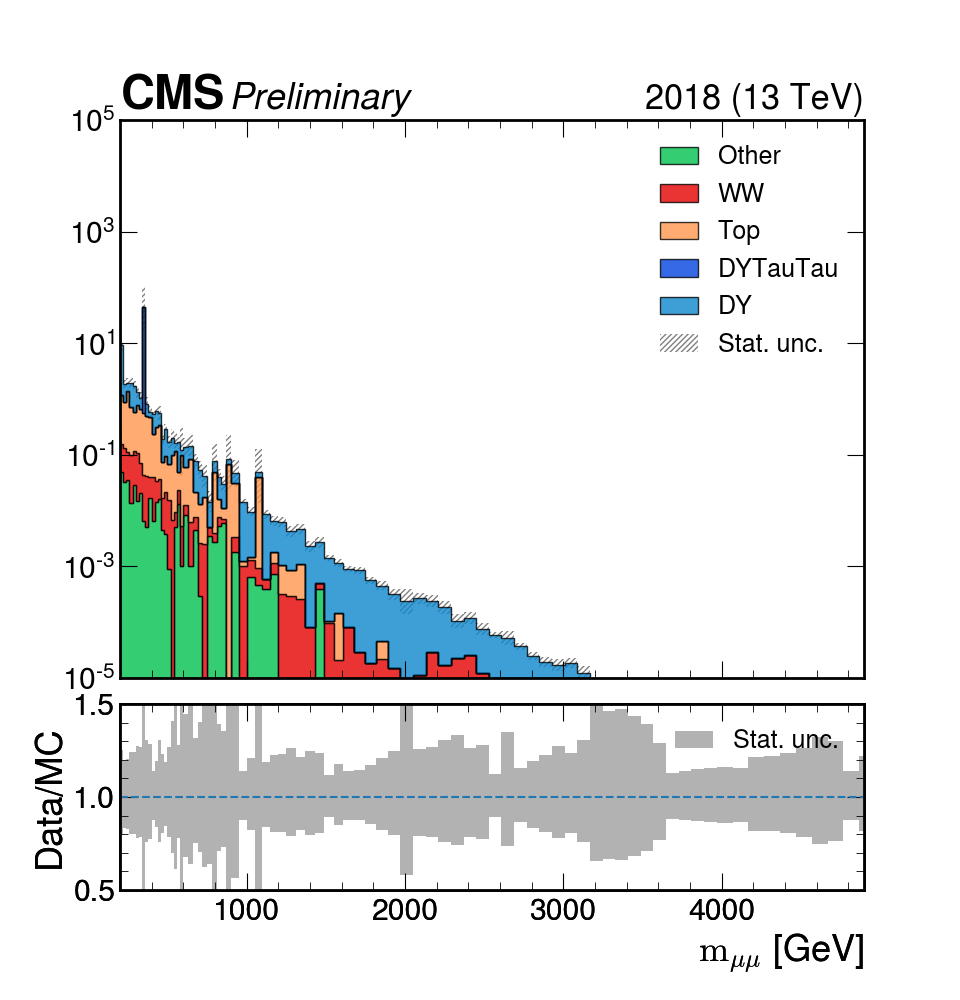 CMS Preliminary 2018 (13 TeV)
10^5
10^3
10^1
10^-1
10^-3
10^-5
Other
WW
Top
DYTauTau
DY
Stat. unc.
1.5
1.0
0.5
Data/MC
Stat. unc.
1000 2000 3000 4000
m_μμ [GeV]